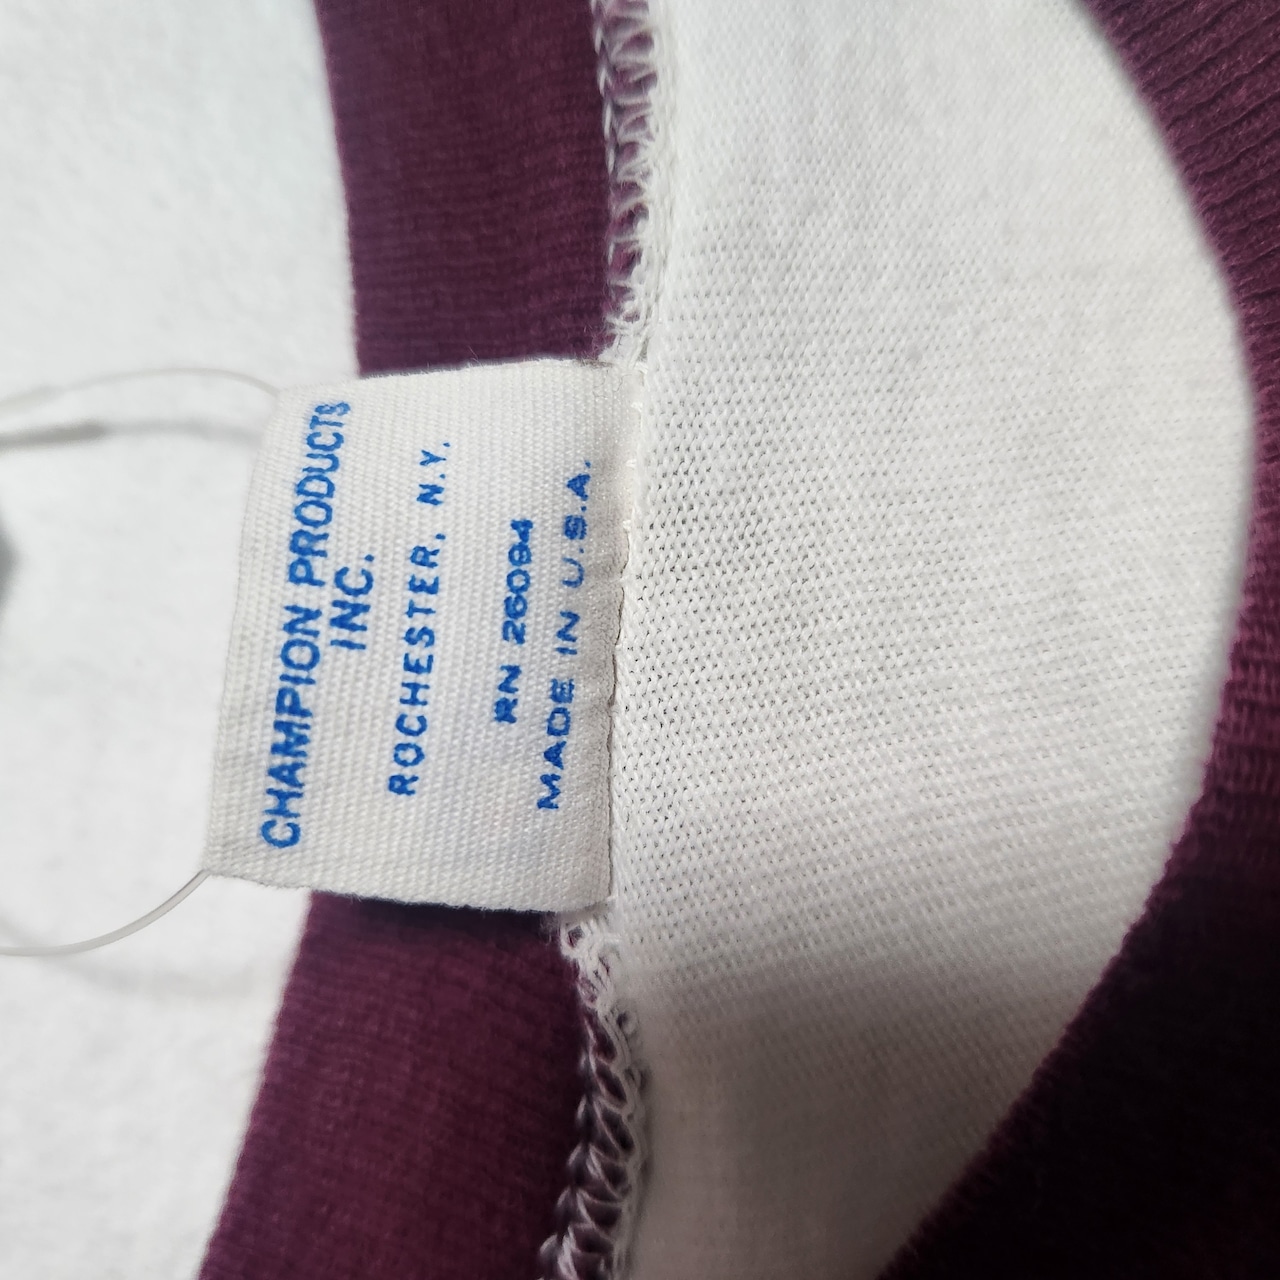 CHAMPION PRODUCTS
INC.
ROCHESTER, N.Y.
RN 26094
MADE IN U.S.A.